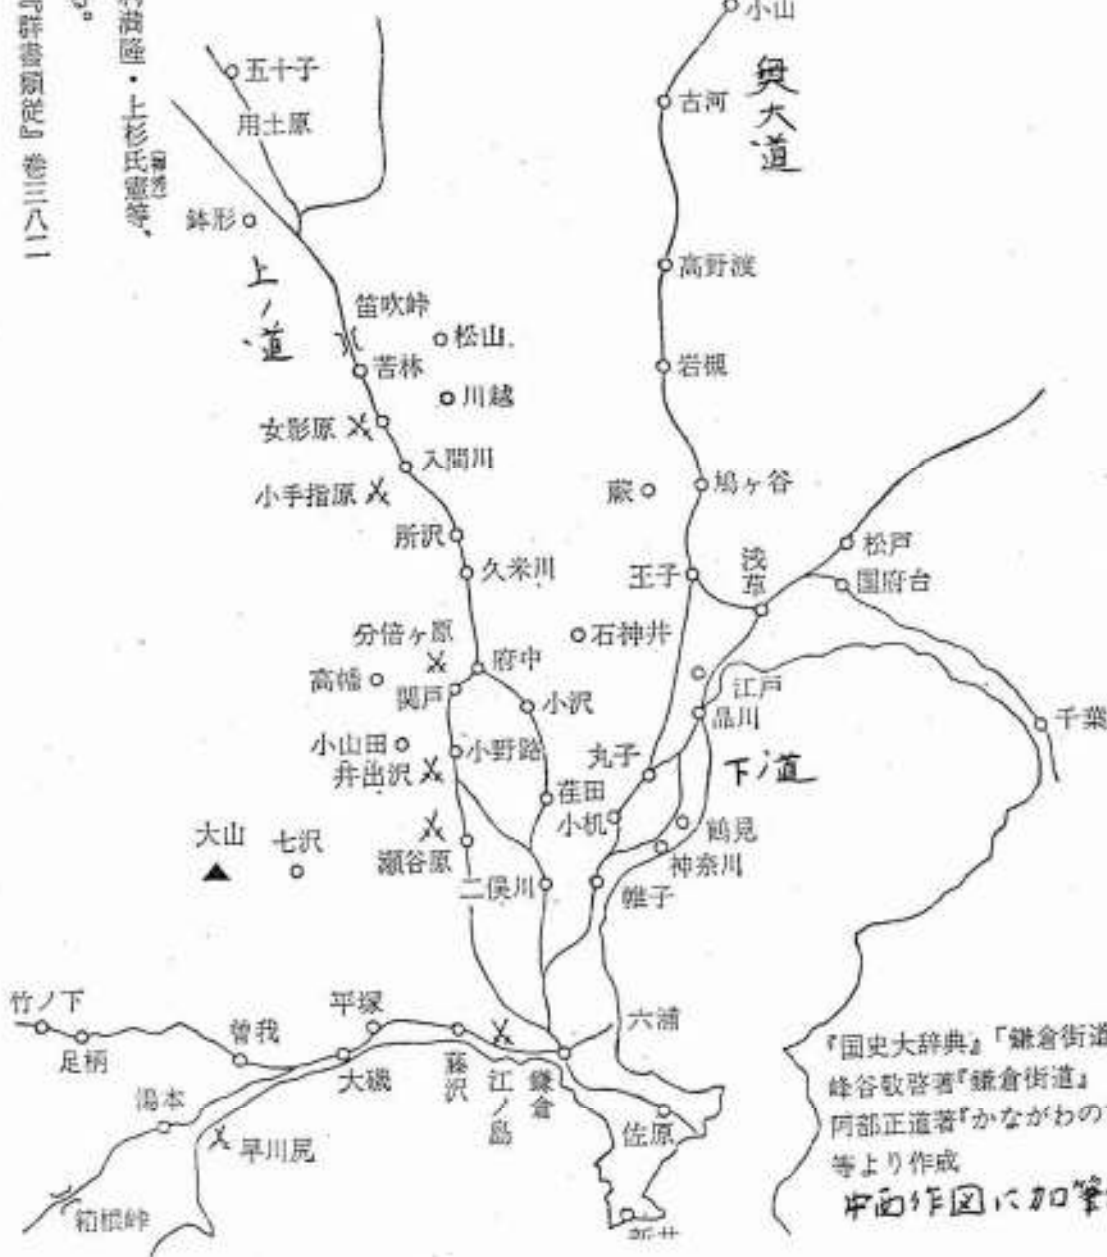 村満隆・上杉氏憲等、
(禅秀)
『群書類従』巻三八二
小山
奥大道
五十子
用土原
古河
鉢形
上ノ道
高野渡
笛吹峠
松山
苦林
岩槻
川越
女影原
入間川
小手指原
蕨
鳩ヶ谷
所沢
松戸
浅草
久米川
王子
国府台
分倍ヶ原
石神井
府中
高幡
関戸
小沢
江戸
品川
千葉
小山田
小野路
丸子
下ノ道
井出沢
荏田
小机
鶴見
大山
七沢
瀬谷原
神奈川
二俣川
帷子
竹ノ下
平塚
六浦
足柄
曽我
大磯
藤沢
江ノ島
鎌倉
湯本
佐原
早川尻
箱根峠
新井
『国史大辞典』「鎌倉街道
峰谷敬啓著『鎌倉街道』
阿部正道著『かながわの
等より作成
中西作図に加筆